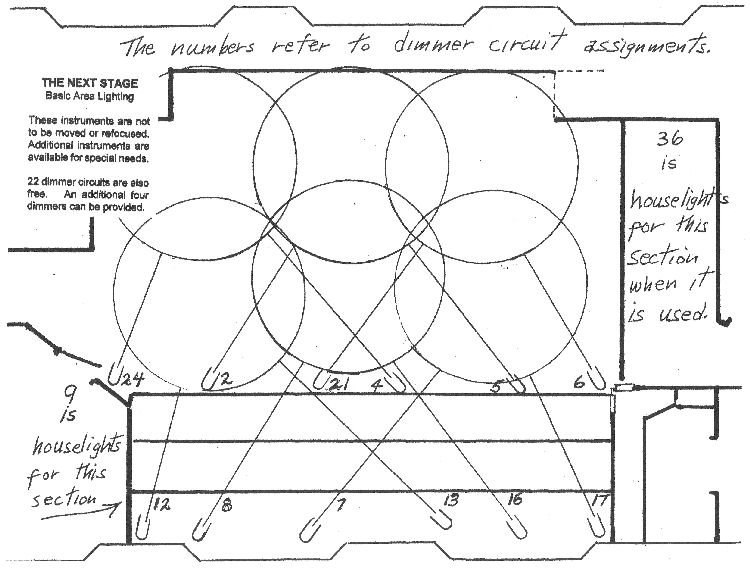 The numbers refer to dimmer circuit assignments.
THE NEXT STAGE
Basic Area Lighting
These instruments are not
to be moved or refocused.
Additional instruments are
available for special needs.
22 dimmer circuits are also
free. An additional four
dimmers can be provided.
36
is
houselights
for this
section
when it
is used.
24 2 21 4 5 6
9
is
houselights
for this
section
12 8 7 13 16 17